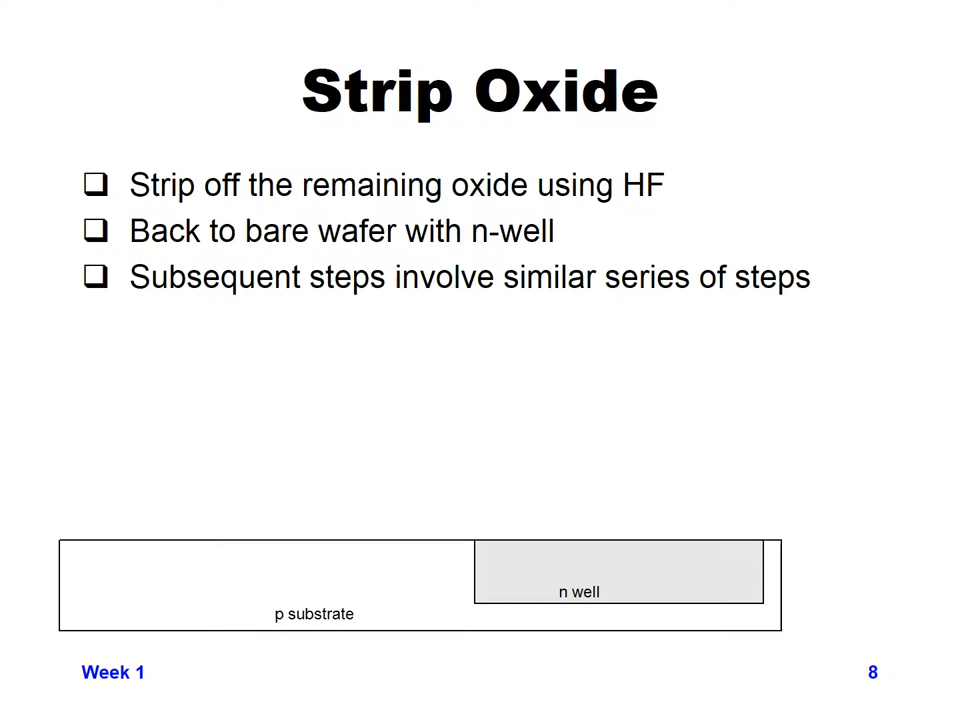 Strip Oxide
❑ Strip off the remaining oxide using HF
❑ Back to bare wafer with n-well
❑ Subsequent steps involve similar series of steps
n well
p substrate
Week 1
8